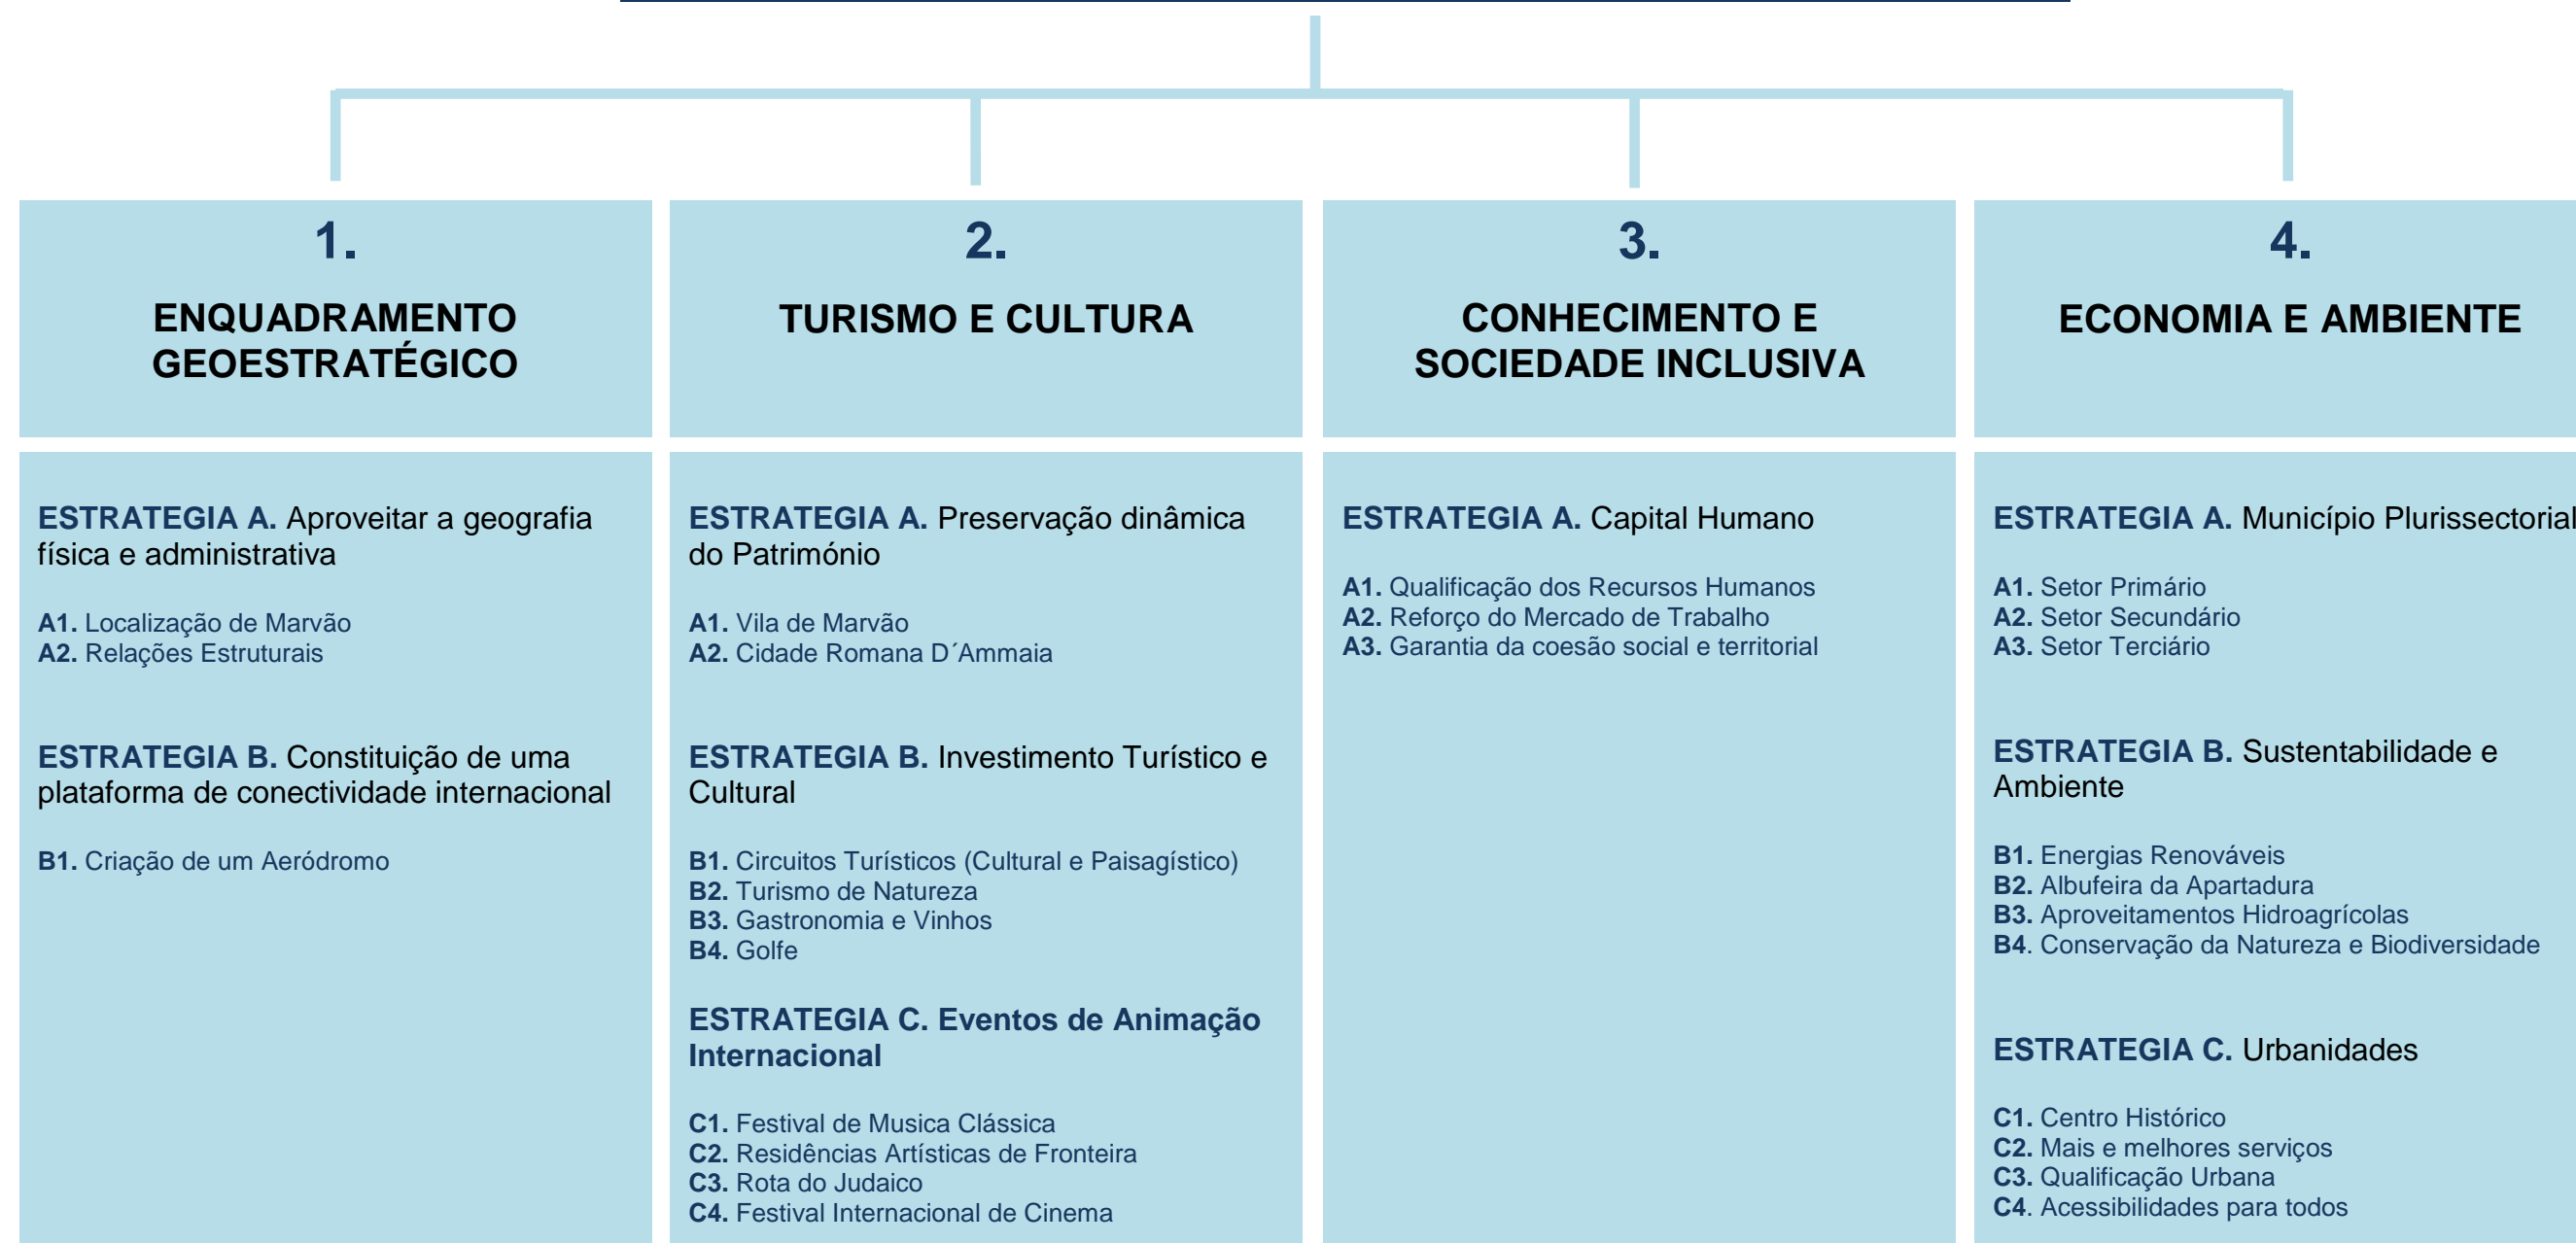 1.
ENQUADRAMENTO
GEOESTRATÉGICO
ESTRATEGIA A. Aproveitar a geografia
física e administrativa
A1. Localização de Marvão
A2. Relações Estruturais
ESTRATEGIA B. Constituição de uma
plataforma de conectividade internacional
B1. Criação de um Aeródromo
2.
TURISMO E CULTURA
ESTRATEGIA A. Preservação dinâmica
do Património
A1. Vila de Marvão
A2. Cidade Romana D´Ammaia
ESTRATEGIA B. Investimento Turístico e
Cultural
B1. Circuitos Turísticos (Cultural e Paisagístico)
B2. Turismo de Natureza
B3. Gastronomia e Vinhos
B4. Golfe
ESTRATEGIA C. Eventos de Animação
Internacional
C1. Festival de Musica Clássica
C2. Residências Artísticas de Fronteira
C3. Rota do Judaico
C4. Festival Internacional de Cinema
3.
CONHECIMENTO E
SOCIEDADE INCLUSIVA
ESTRATEGIA A. Capital Humano
A1. Qualificação dos Recursos Humanos
A2. Reforço do Mercado de Trabalho
A3. Garantia da coesão social e territorial
4.
ECONOMIA E AMBIENTE
ESTRATEGIA A. Município Plurissectorial
A1. Setor Primário
A2. Setor Secundário
A3. Setor Terciário
ESTRATEGIA B. Sustentabilidade e
Ambiente
B1. Energias Renováveis
B2. Albufeira da Apartadura
B3. Aproveitamentos Hidroagrícolas
B4. Conservação da Natureza e Biodiversidade
ESTRATEGIA C. Urbanidades
C1. Centro Histórico
C2. Mais e melhores serviços
C3. Qualificação Urbana
C4. Acessibilidades para todos